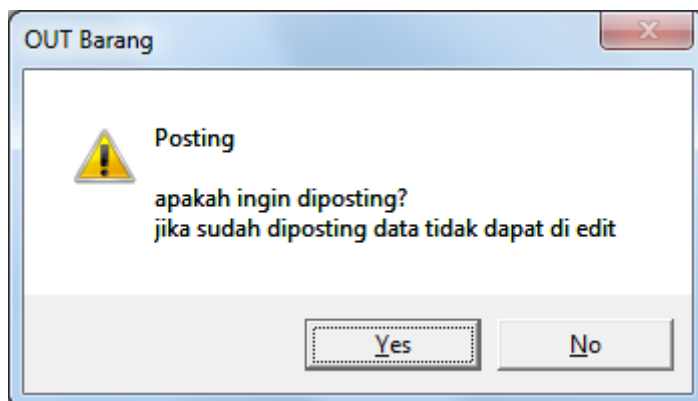 OUT Barang
Posting
apakah ingin diposting?
jika sudah diposting data tidak dapat di edit
Yes
No